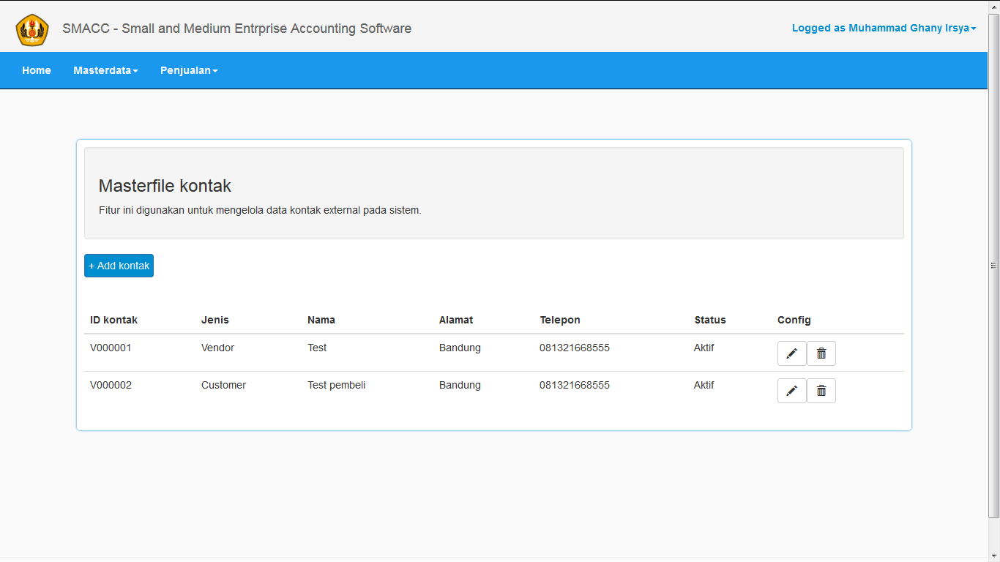 SMACC - Small and Medium Entrprise Accounting Software
Logged as Muhammad Ghany Irsya
Home Masterdata Penjualan
Masterfile kontak
Fitur ini digunakan untuk mengelola data kontak external pada sistem.
+ Add kontak
ID kontak Jenis Nama Alamat Telepon Status Config
V000001 Vendor Test Bandung 081321668555 Aktif
V000002 Customer Test pembeli Bandung 081321668555 Aktif